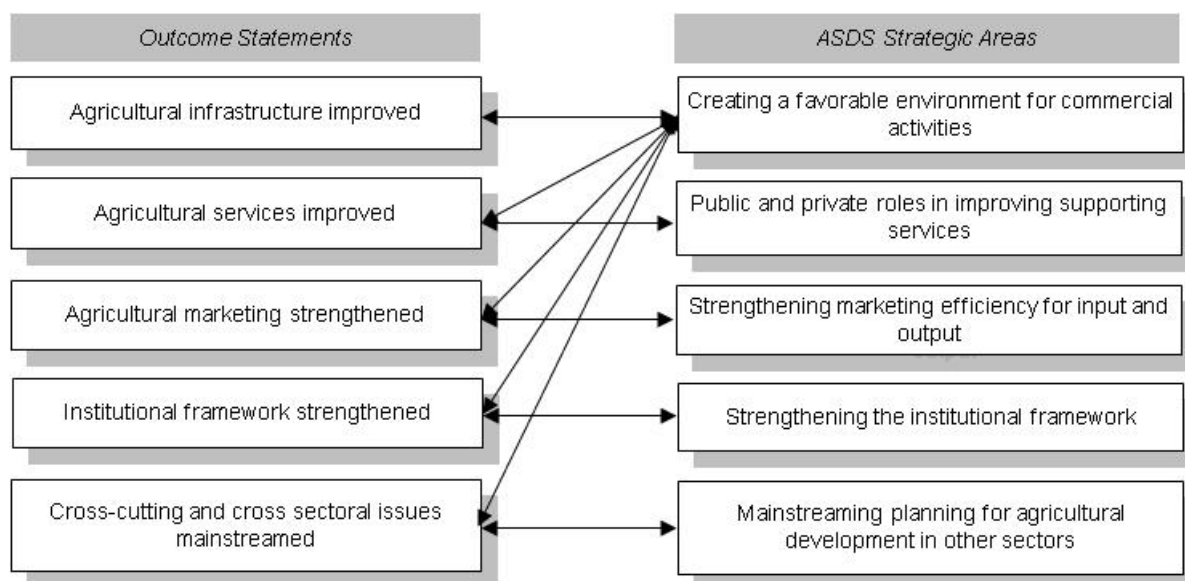 Outcome Statements
ASDS Strategic Areas
Agricultural infrastructure improved
Creating a favorable environment for commercial
activities
Agricultural services improved
Public and private roles in improving supporting
services
Agricultural marketing strengthened
Strengthening marketing efficiency for input and
output
Institutional framework strengthened
Strengthening the institutional framework
Cross-cutting and cross sectoral issues
mainstreamed
Mainstreaming planning for agricultural
development in other sectors